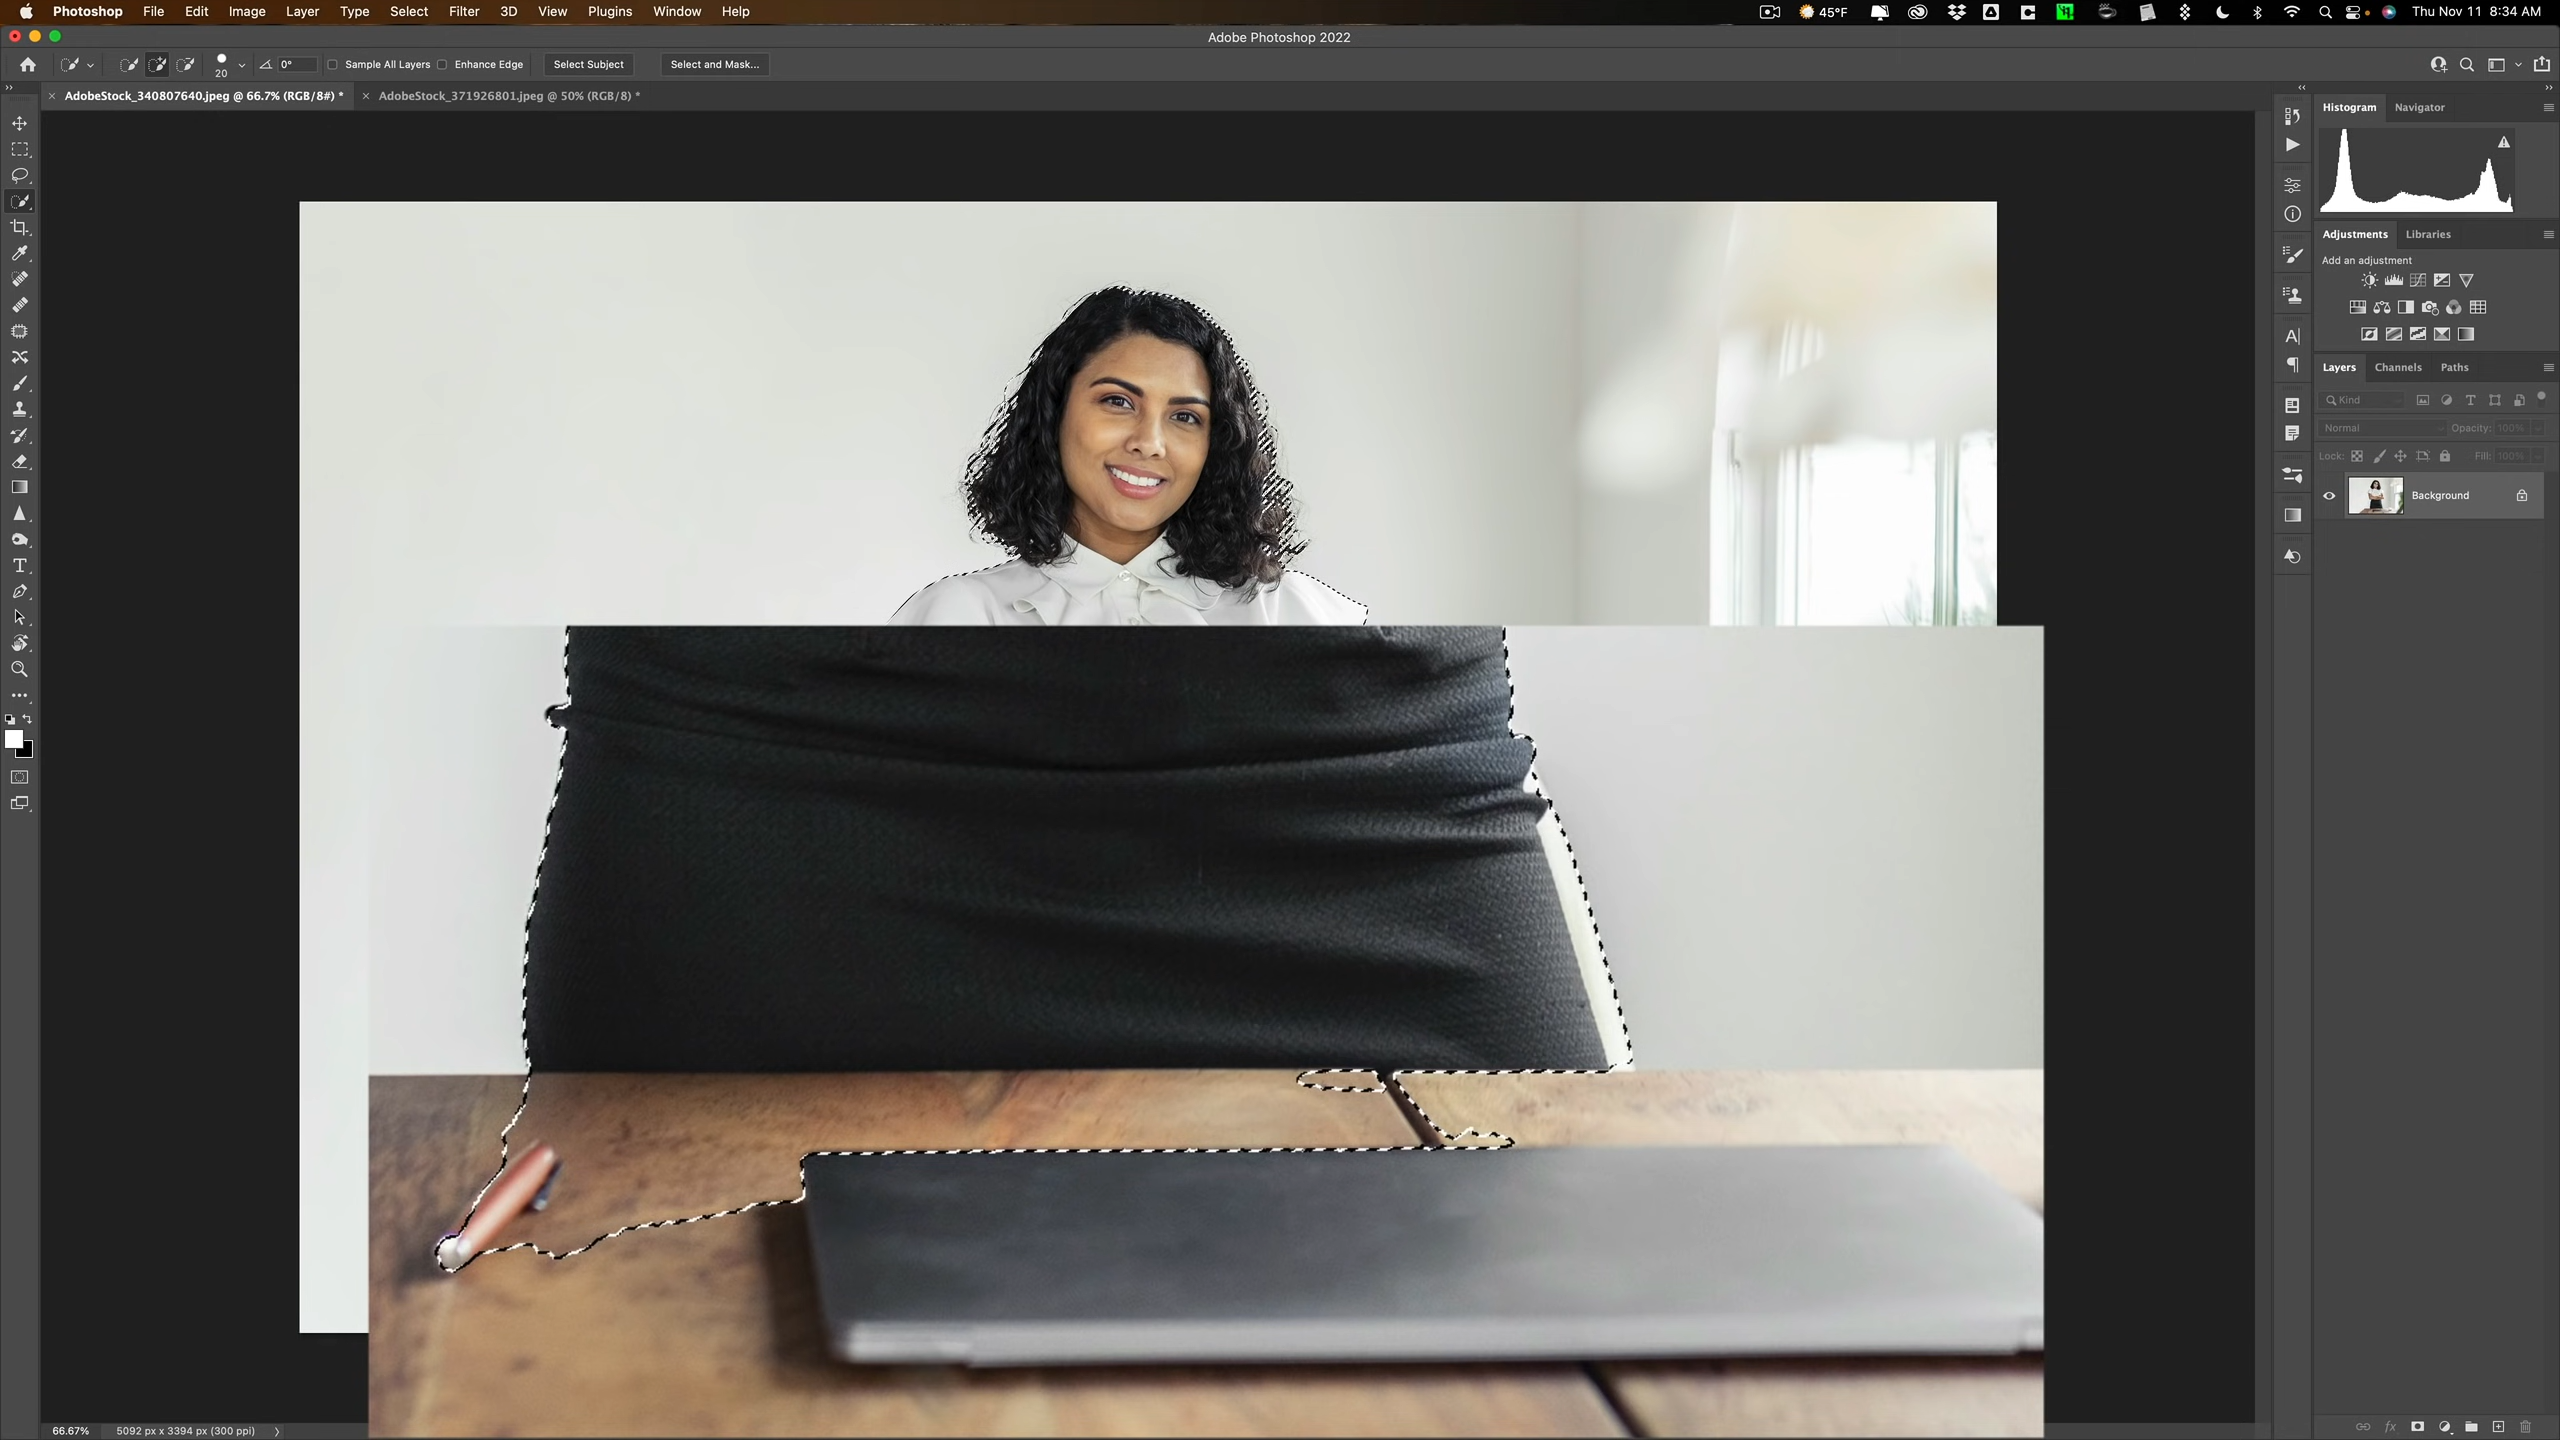 Photoshop File Edit Image Layer Type Select Filter 3D View Plugins Window Help 45°F Thu Nov 11 8:34 AM
Adobe Photoshop 2022
20 0° Sample All Layers Enhance Edge Select Subject Select and Mask...
AdobeStock_340807640.jpeg @ 66.7% (RGB/8#) * AdobeStock_371926801.jpeg @ 50% (RGB/8) *
Histogram Navigator
Adjustments Libraries
Add an adjustment
Layers Channels Paths
Kind
Normal Opacity: 100%
Lock: Fill: 100%
Background
66.67% 5092 px x 3394 px (300 ppi)